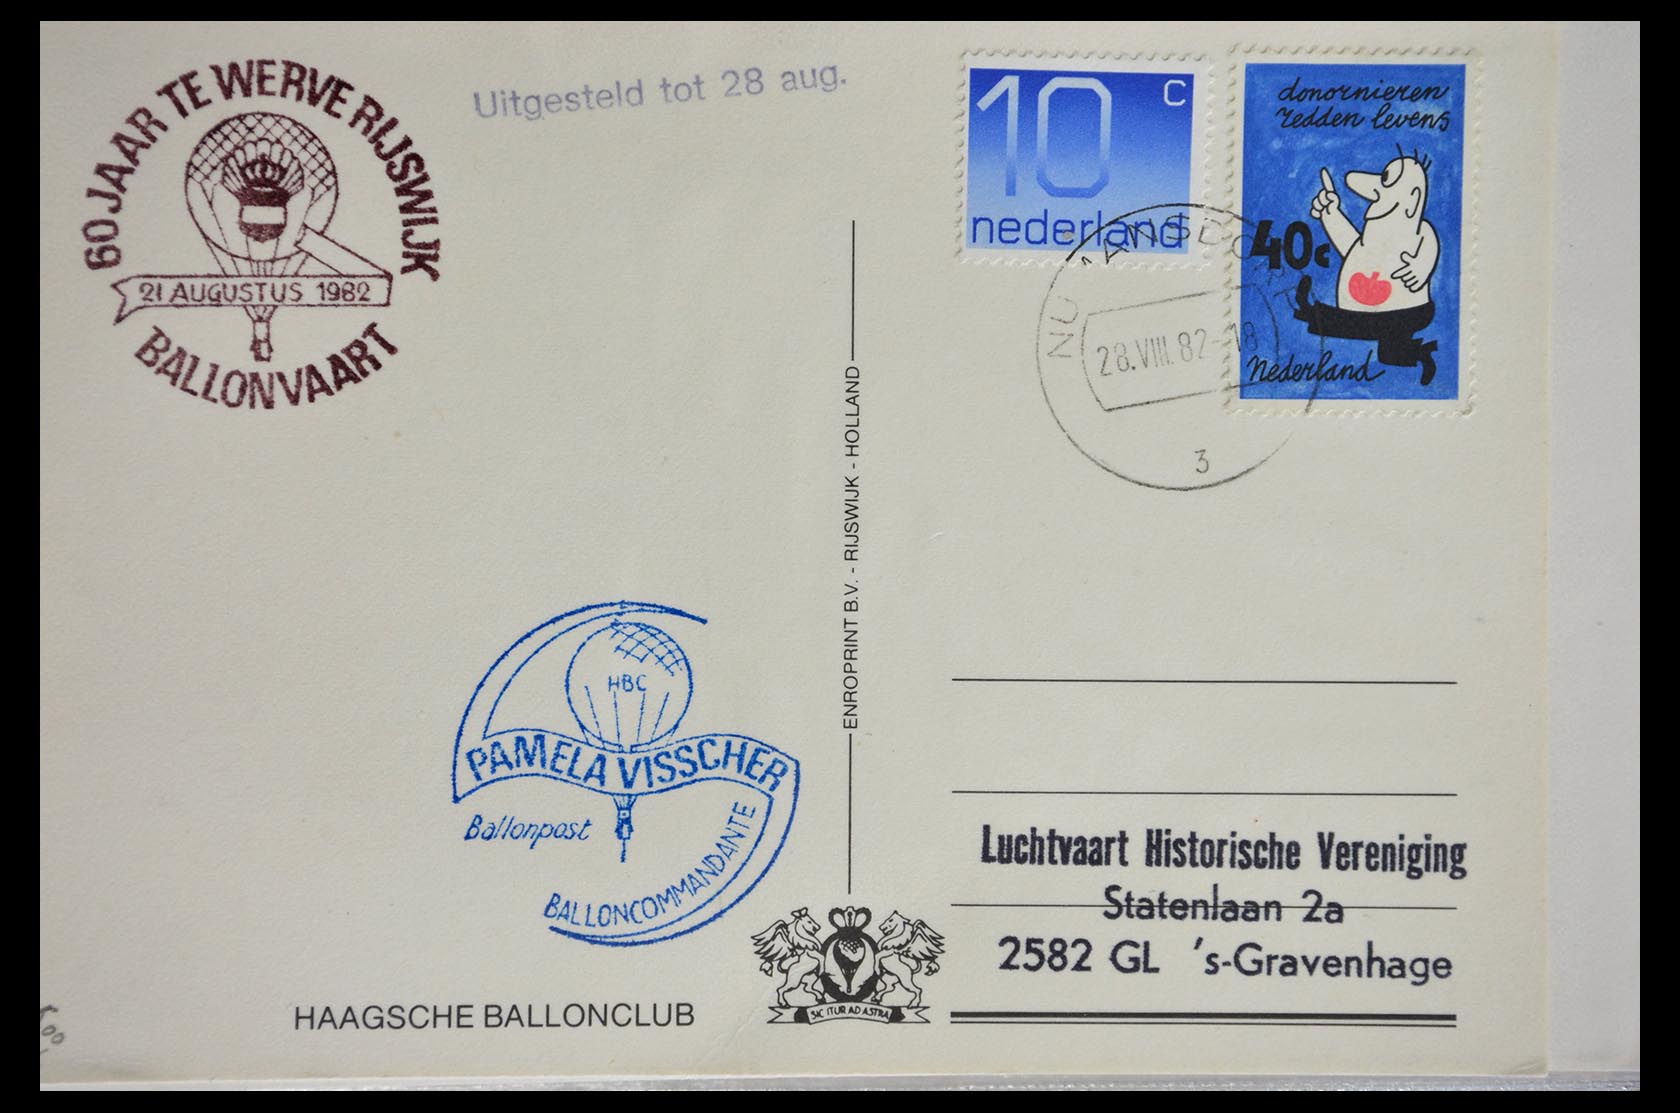 60 JAAR TE WERVE RIJSWIJK
21 AUGUSTUS 1982
BALLONVAART
Uitgesteld tot 28 aug.
10 c
nederland
donornieren
redden levens
40c
Nederland
28.VIII.82-18
3
ENROPRINT B.V. - RIJSWIJK - HOLLAND
HBC
PAMELA VISSCHER
Ballonpost
BALLONCOMMANDANTE
Luchtvaart Historische Vereniging
Statenlaan 2a
2582 GL 's-Gravenhage
HAAGSCHE BALLONCLUB
SIC ITUR AD ASTRA